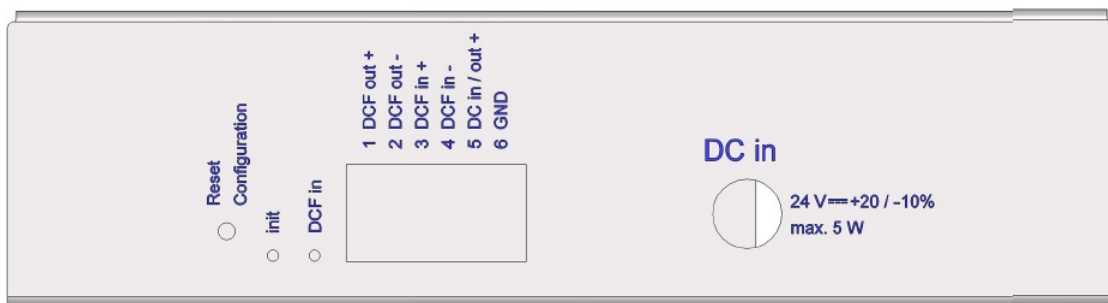 Reset
Configuration
init
DCF in
1 DCF out +
2 DCF out -
3 DCF in +
4 DCF in -
5 DC in / out +
6 GND
DC in
24 V⎓+20 / -10%
max. 5 W